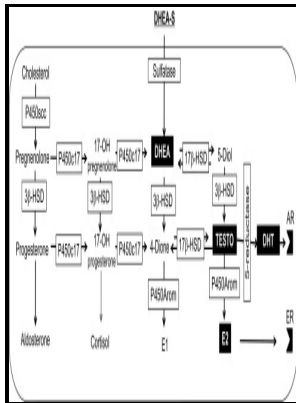 DHEA-S
Cholesterol
Sulfatase
P450scc
Pregnenolone
P450c17
17-OH
pregnenolone
P450c17
DHEA
17β-HSD
5-Diol
3β-HSD
3β-HSD
3β-HSD
3β-HSD
5-reductase
AR
Progesterone
P450c17
17-OH
progesterone
P450c17
4-Dione
17β-HSD
TESTO
DHT
P450Arom
P450Arom
ER
Aldosterone
Cortisol
E1
E2